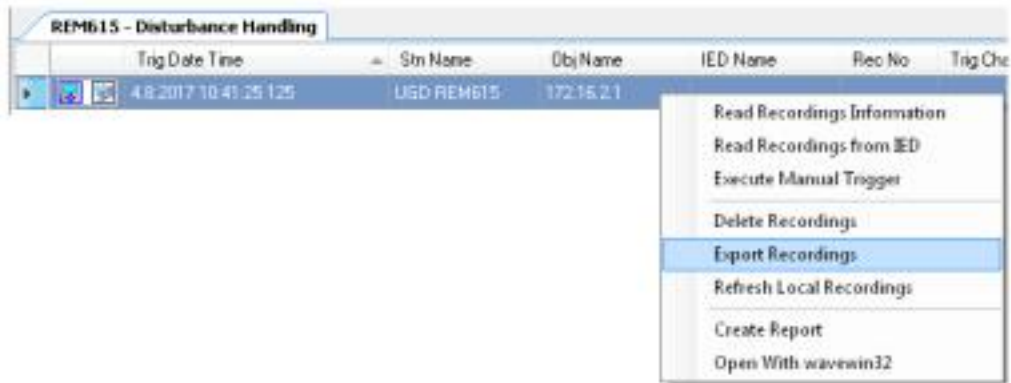 REM615 - Disturbance Handling
Trig Date Time Stn Name Obj Name IED Name Rec No Trig Cha
4.8.2017 10:41:25:125 UGD REM615 172.16.2.1
Read Recordings Information
Read Recordings from IED
Execute Manual Trigger
Delete Recordings
Export Recordings
Refresh Local Recordings
Create Report
Open With wavewin32